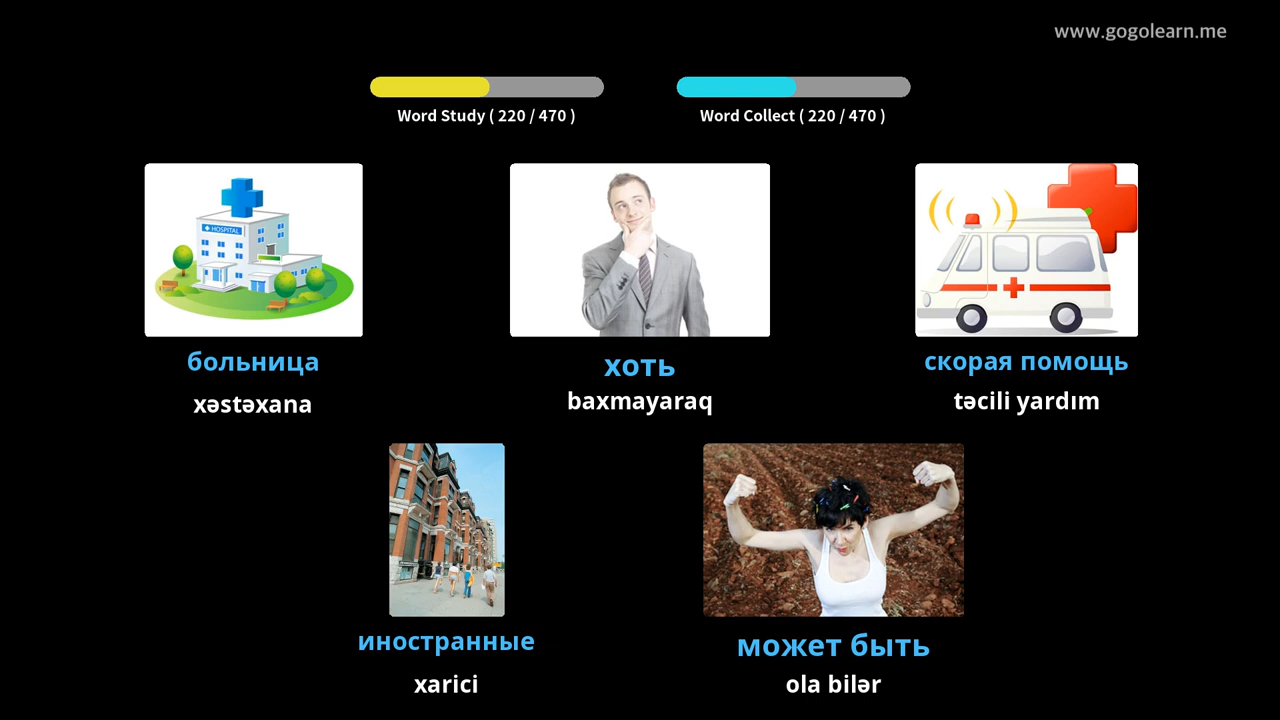 www.gogolearn.me
Word Study ( 220 / 470 )
Word Collect ( 220 / 470 )
HOSPITAL
больница
хоть
скорая помощь
xəstəxana
baxmayaraq
təcili yardım
иностранные
может быть
xarici
ola bilər